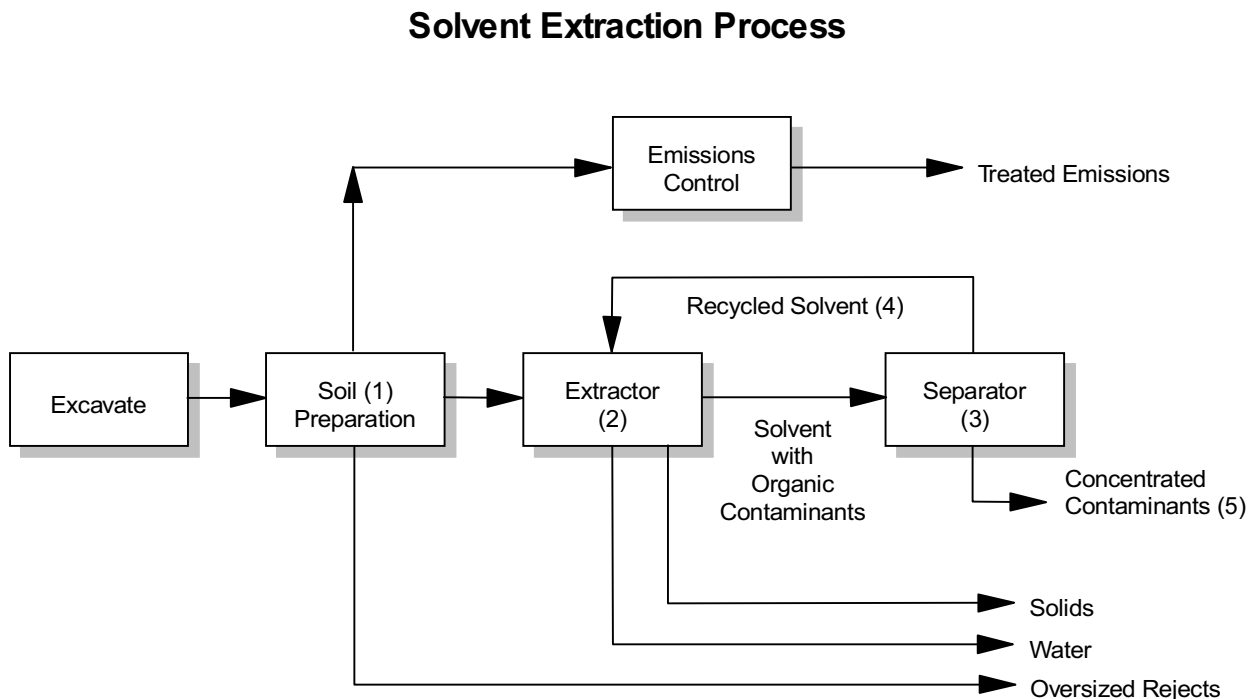 Solvent Extraction Process
Emissions
Control
Treated Emissions
Recycled Solvent (4)
Excavate
Soil (1)
Preparation
Extractor
(2)
Separator
(3)
Solvent
with
Organic
Contaminants
Concentrated
Contaminants (5)
Solids
Water
Oversized Rejects